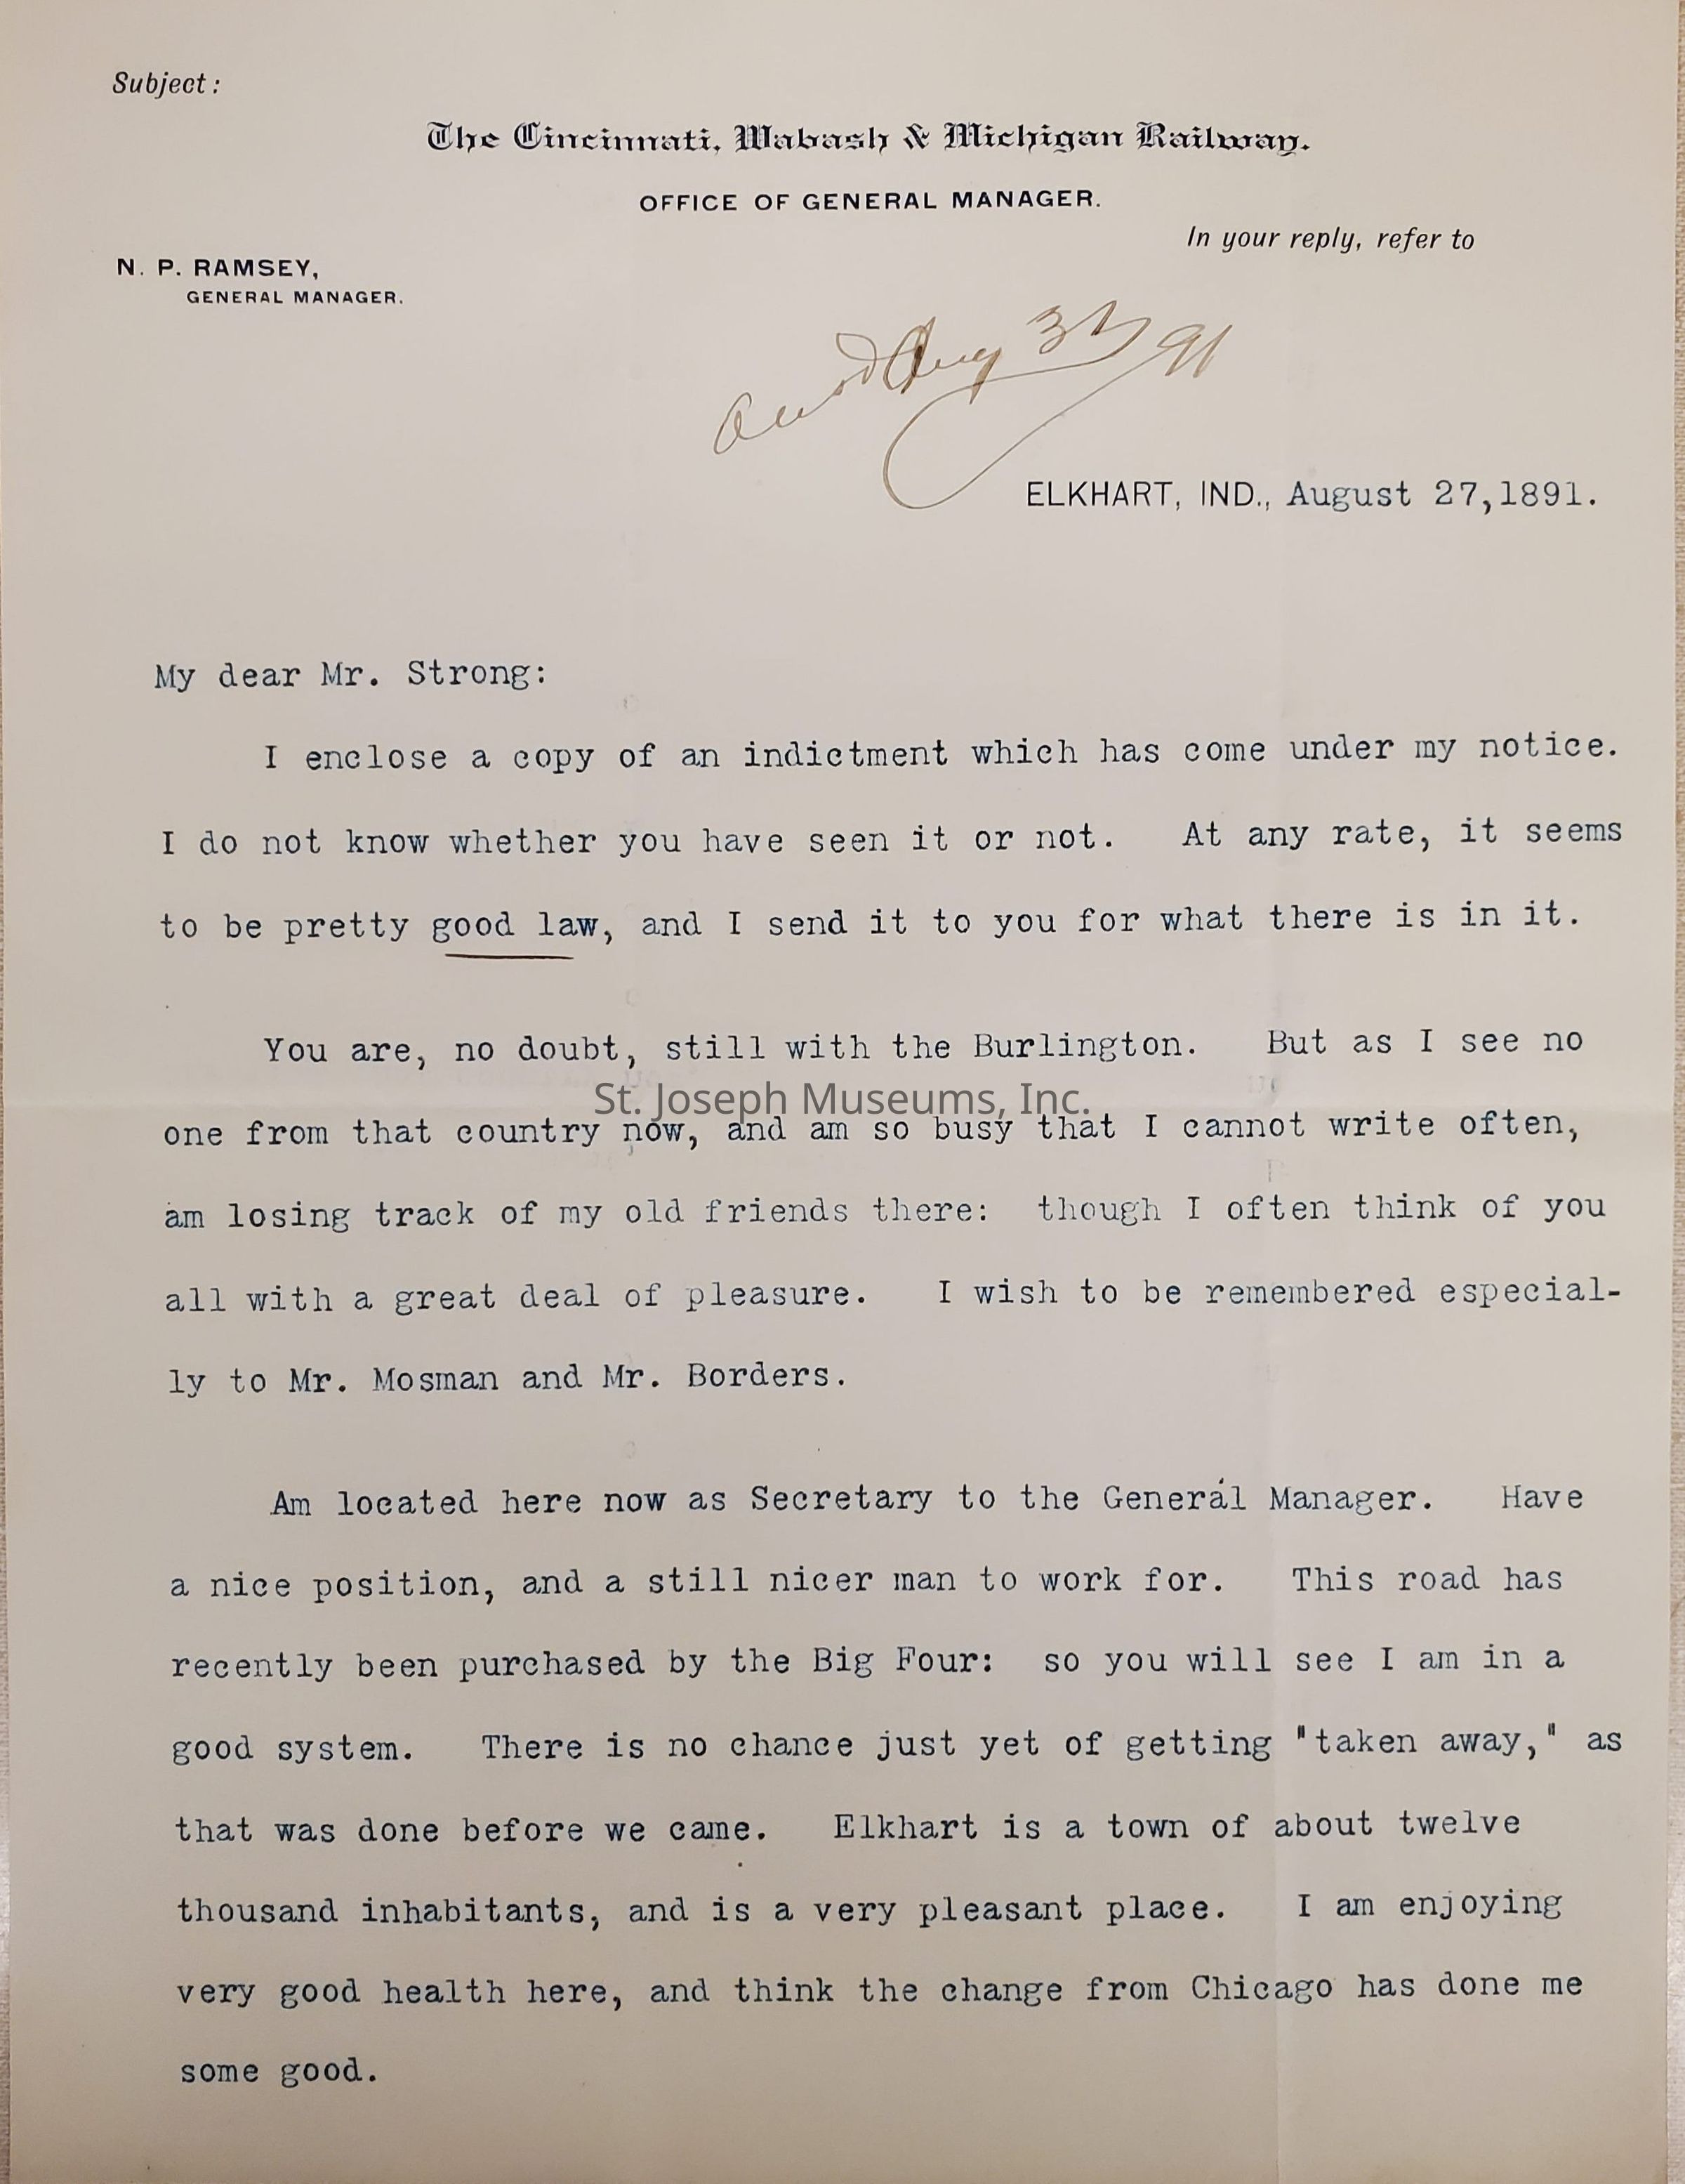 Subject:
The Cincinnati, Wabash & Michigan Railway.
OFFICE OF GENERAL MANAGER.
In your reply, refer to
N. P. RAMSEY,
GENERAL MANAGER.
Aug 91
ELKHART, IND., August 27,1891.
My dear Mr. Strong:
I enclose a copy of an indictment which has come under my notice.
I do not know whether you have seen it or not. At any rate, it seems
to be pretty good law, and I send it to you for what there is in it.
You are, no doubt, still with the Burlington. But as I see no
St. Joseph Museums, Inc.
one from that country now, and am so busy that I cannot write often,
am losing track of my old friends there: though I often think of you
all with a great deal of pleasure. I wish to be remembered especial-
ly to Mr. Mosman and Mr. Borders.
Am located here now as Secretary to the General Manager. Have
a nice position, and a still nicer man to work for. This road has
recently been purchased by the Big Four: so you will see I am in a
good system. There is no chance just yet of getting "taken away," as
that was done before we came. Elkhart is a town of about twelve
thousand inhabitants, and is a very pleasant place. I am enjoying
very good health here, and think the change from Chicago has done me
some good.